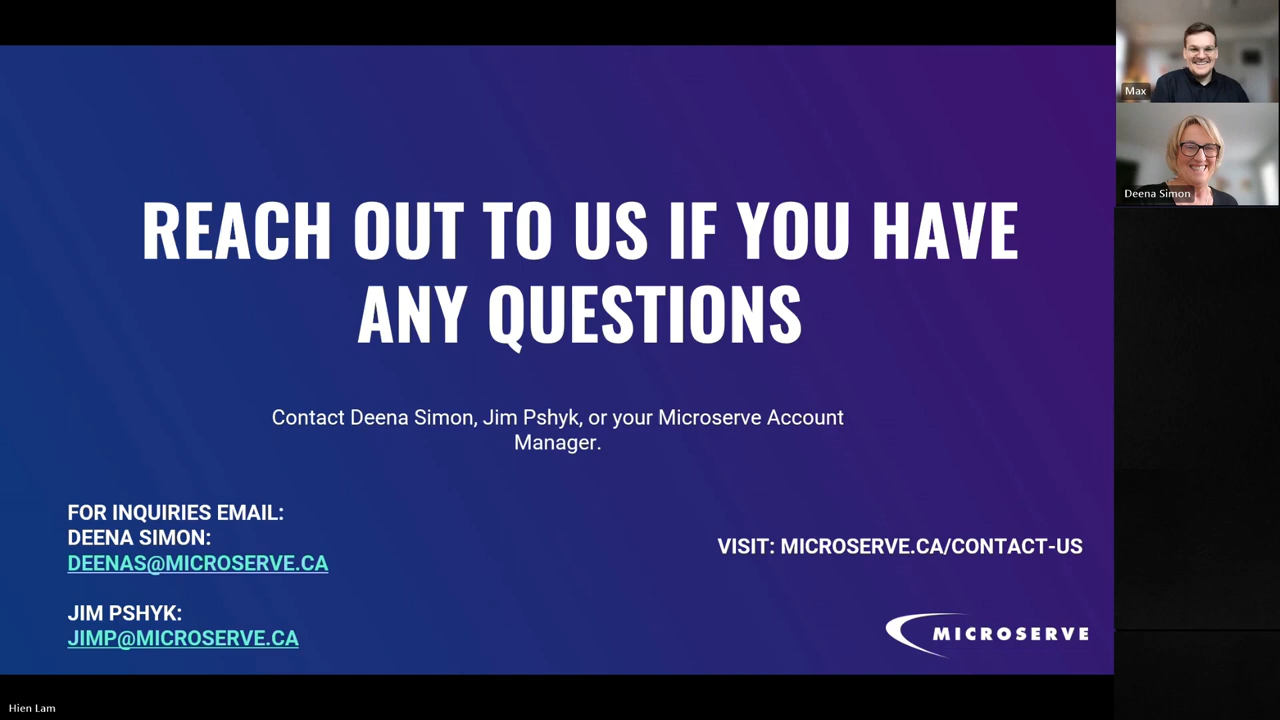 REACH OUT TO US IF YOU HAVE
ANY QUESTIONS
Contact Deena Simon, Jim Pshyk, or your Microserve Account
Manager.
FOR INQUIRIES EMAIL:
DEENA SIMON:
DEENAS@MICROSERVE.CA
JIM PSHYK:
JIMP@MICROSERVE.CA
VISIT: MICROSERVE.CA/CONTACT-US
MICROSERVE
Max
Deena Simon
Hien Lam